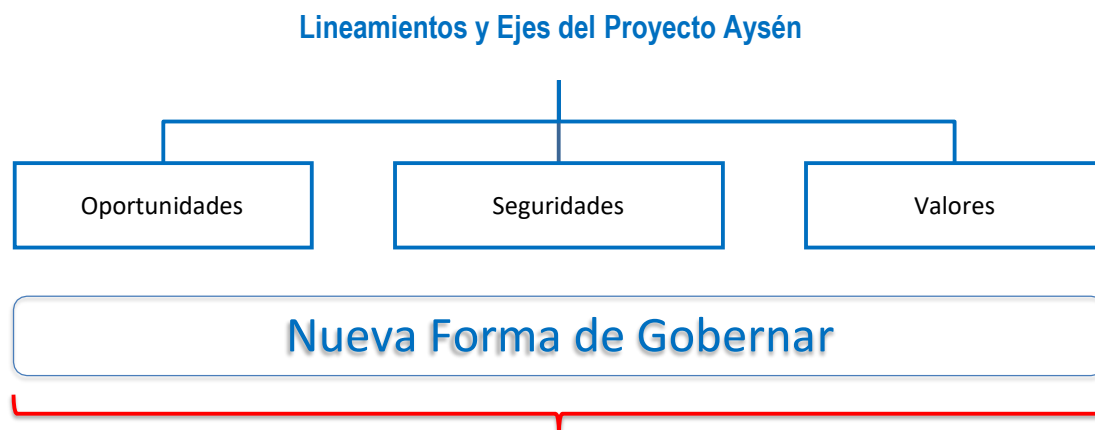 Lineamientos y Ejes del Proyecto Aysén
Oportunidades
Seguridades
Valores
Nueva Forma de Gobernar